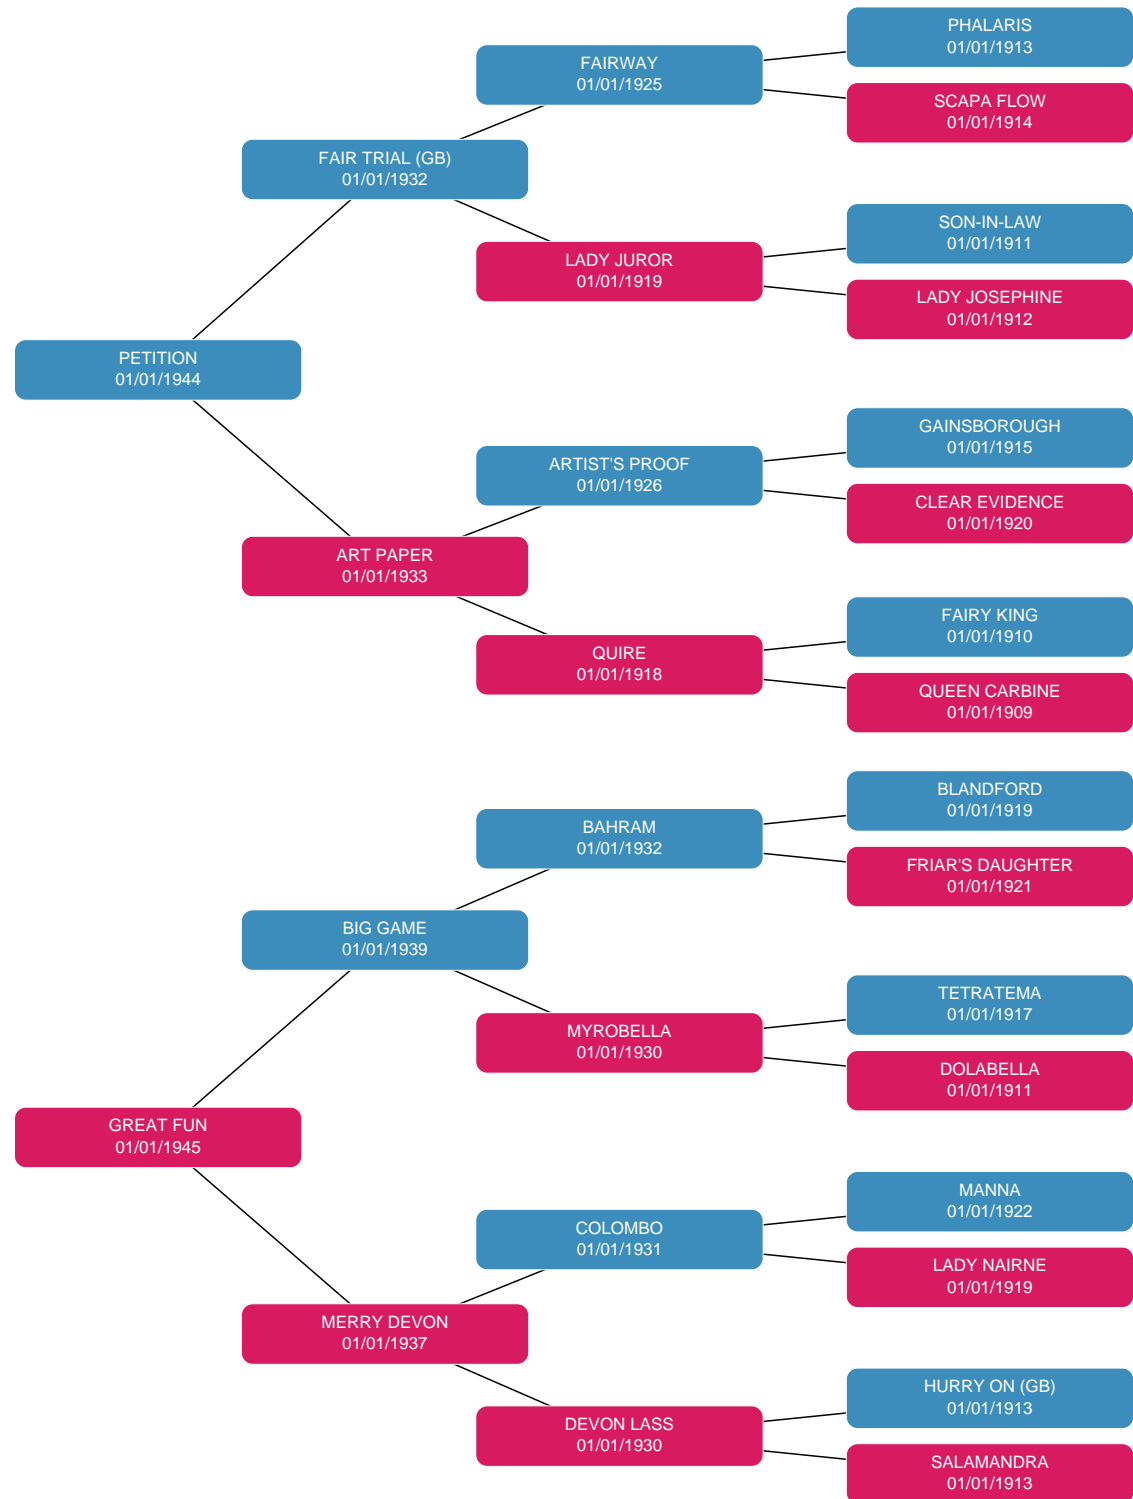 PHALARIS
01/01/1913
FAIRWAY
01/01/1925
SCAPA FLOW
01/01/1914
FAIR TRIAL (GB)
01/01/1932
SON-IN-LAW
01/01/1911
LADY JUROR
01/01/1919
LADY JOSEPHINE
01/01/1912
PETITION
01/01/1944
GAINSBOROUGH
01/01/1915
ARTIST'S PROOF
01/01/1926
CLEAR EVIDENCE
01/01/1920
ART PAPER
01/01/1933
FAIRY KING
01/01/1910
QUIRE
01/01/1918
QUEEN CARBINE
01/01/1909
BLANDFORD
01/01/1919
BAHRAM
01/01/1932
FRIAR'S DAUGHTER
01/01/1921
BIG GAME
01/01/1939
TETRATEMA
01/01/1917
MYROBELLA
01/01/1930
DOLABELLA
01/01/1911
GREAT FUN
01/01/1945
MANNA
01/01/1922
COLOMBO
01/01/1931
LADY NAIRNE
01/01/1919
MERRY DEVON
01/01/1937
HURRY ON (GB)
01/01/1913
DEVON LASS
01/01/1930
SALAMANDRA
01/01/1913